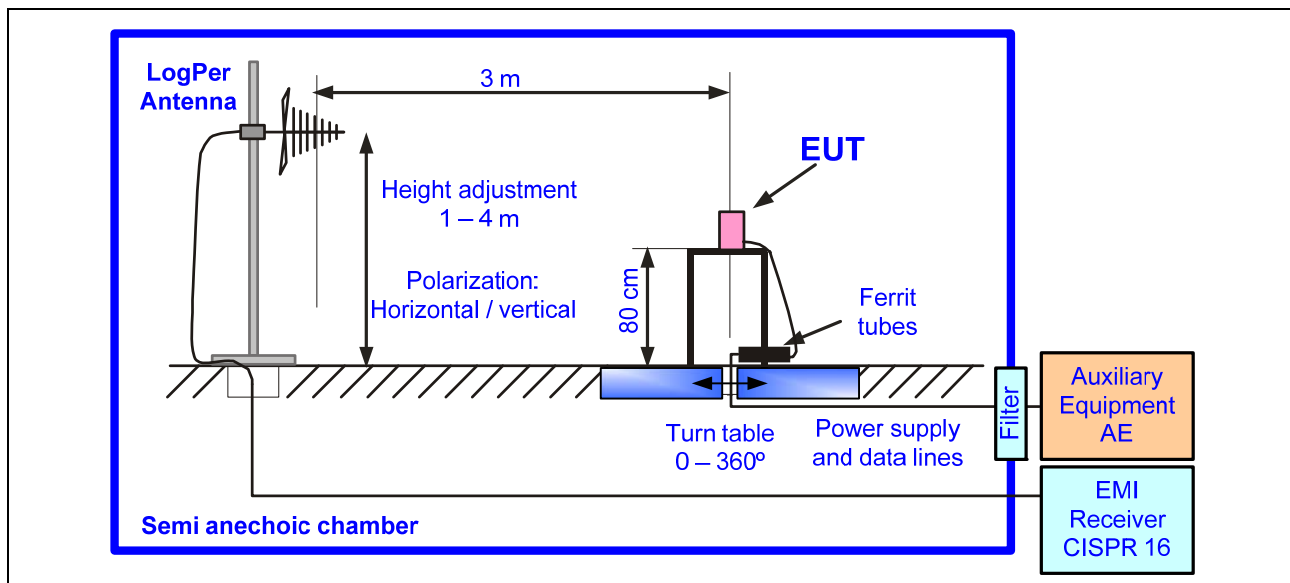 LogPer
Antenna
3 m
EUT
Height adjustment
1 – 4 m
Polarization:
Horizontal / vertical
80 cm
Ferrit
tubes
Turn table
0 – 360º
Power supply
and data lines
Filter
Auxiliary
Equipment
AE
EMI
Receiver
CISPR 16
Semi anechoic chamber